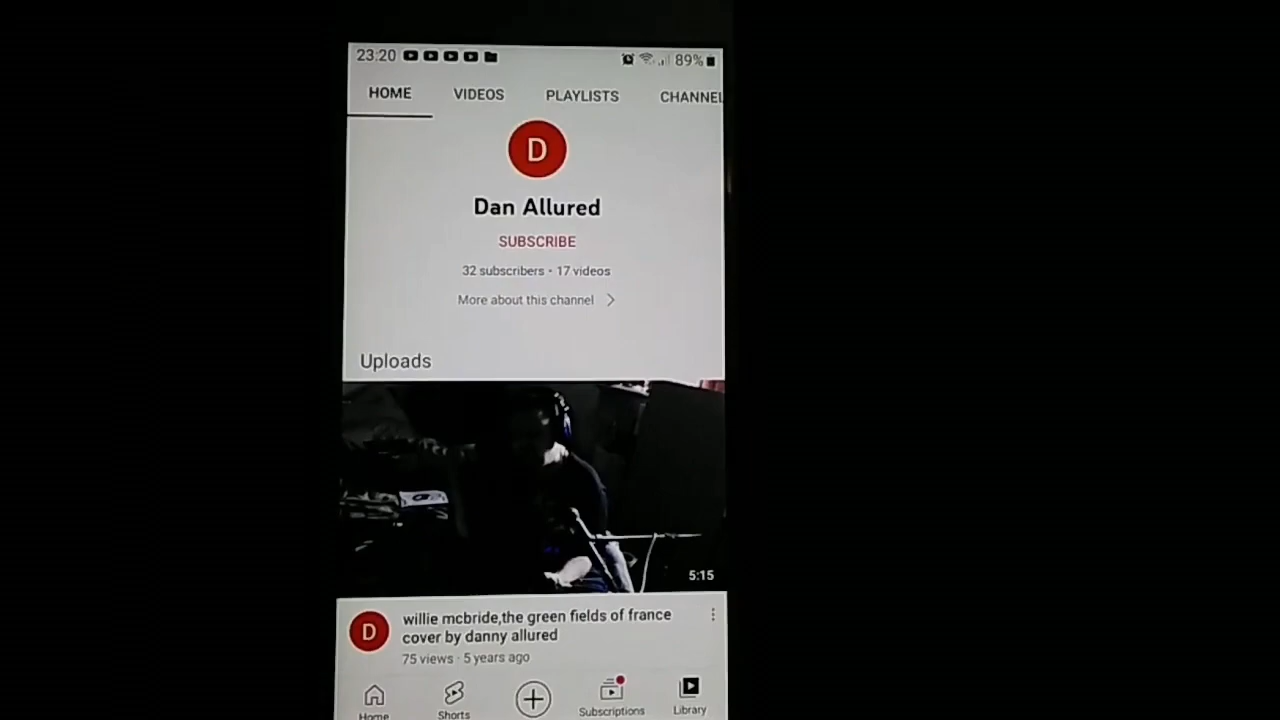 23:20 89%
HOME VIDEOS PLAYLISTS CHANNEL
D
Dan Allured
SUBSCRIBE
32 subscribers • 17 videos
More about this channel
Uploads
5:15
D
willie mcbride,the green fields of france
cover by danny allured
75 views · 5 years ago
Home Shorts Subscriptions Library